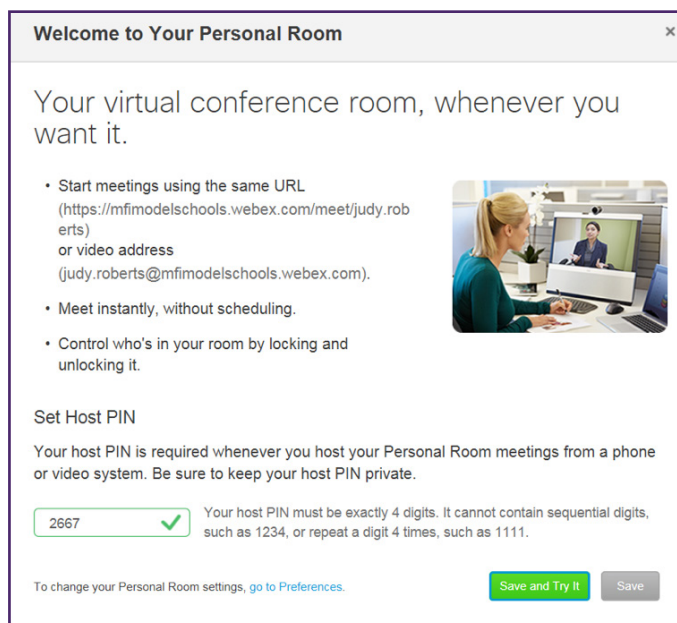 Welcome to Your Personal Room
×
Your virtual conference room, whenever you
want it.
• Start meetings using the same URL
(https://mfimodelschools.webex.com/meet/judy.rob
erts)
or video address
(judy.roberts@mfimodelschools.webex.com).
• Meet instantly, without scheduling.
• Control who's in your room by locking and
unlocking it.
Set Host PIN
Your host PIN is required whenever you host your Personal Room meetings from a phone
or video system. Be sure to keep your host PIN private.
2667
Your host PIN must be exactly 4 digits. It cannot contain sequential digits,
such as 1234, or repeat a digit 4 times, such as 1111.
To change your Personal Room settings, go to Preferences.
Save and Try It
Save